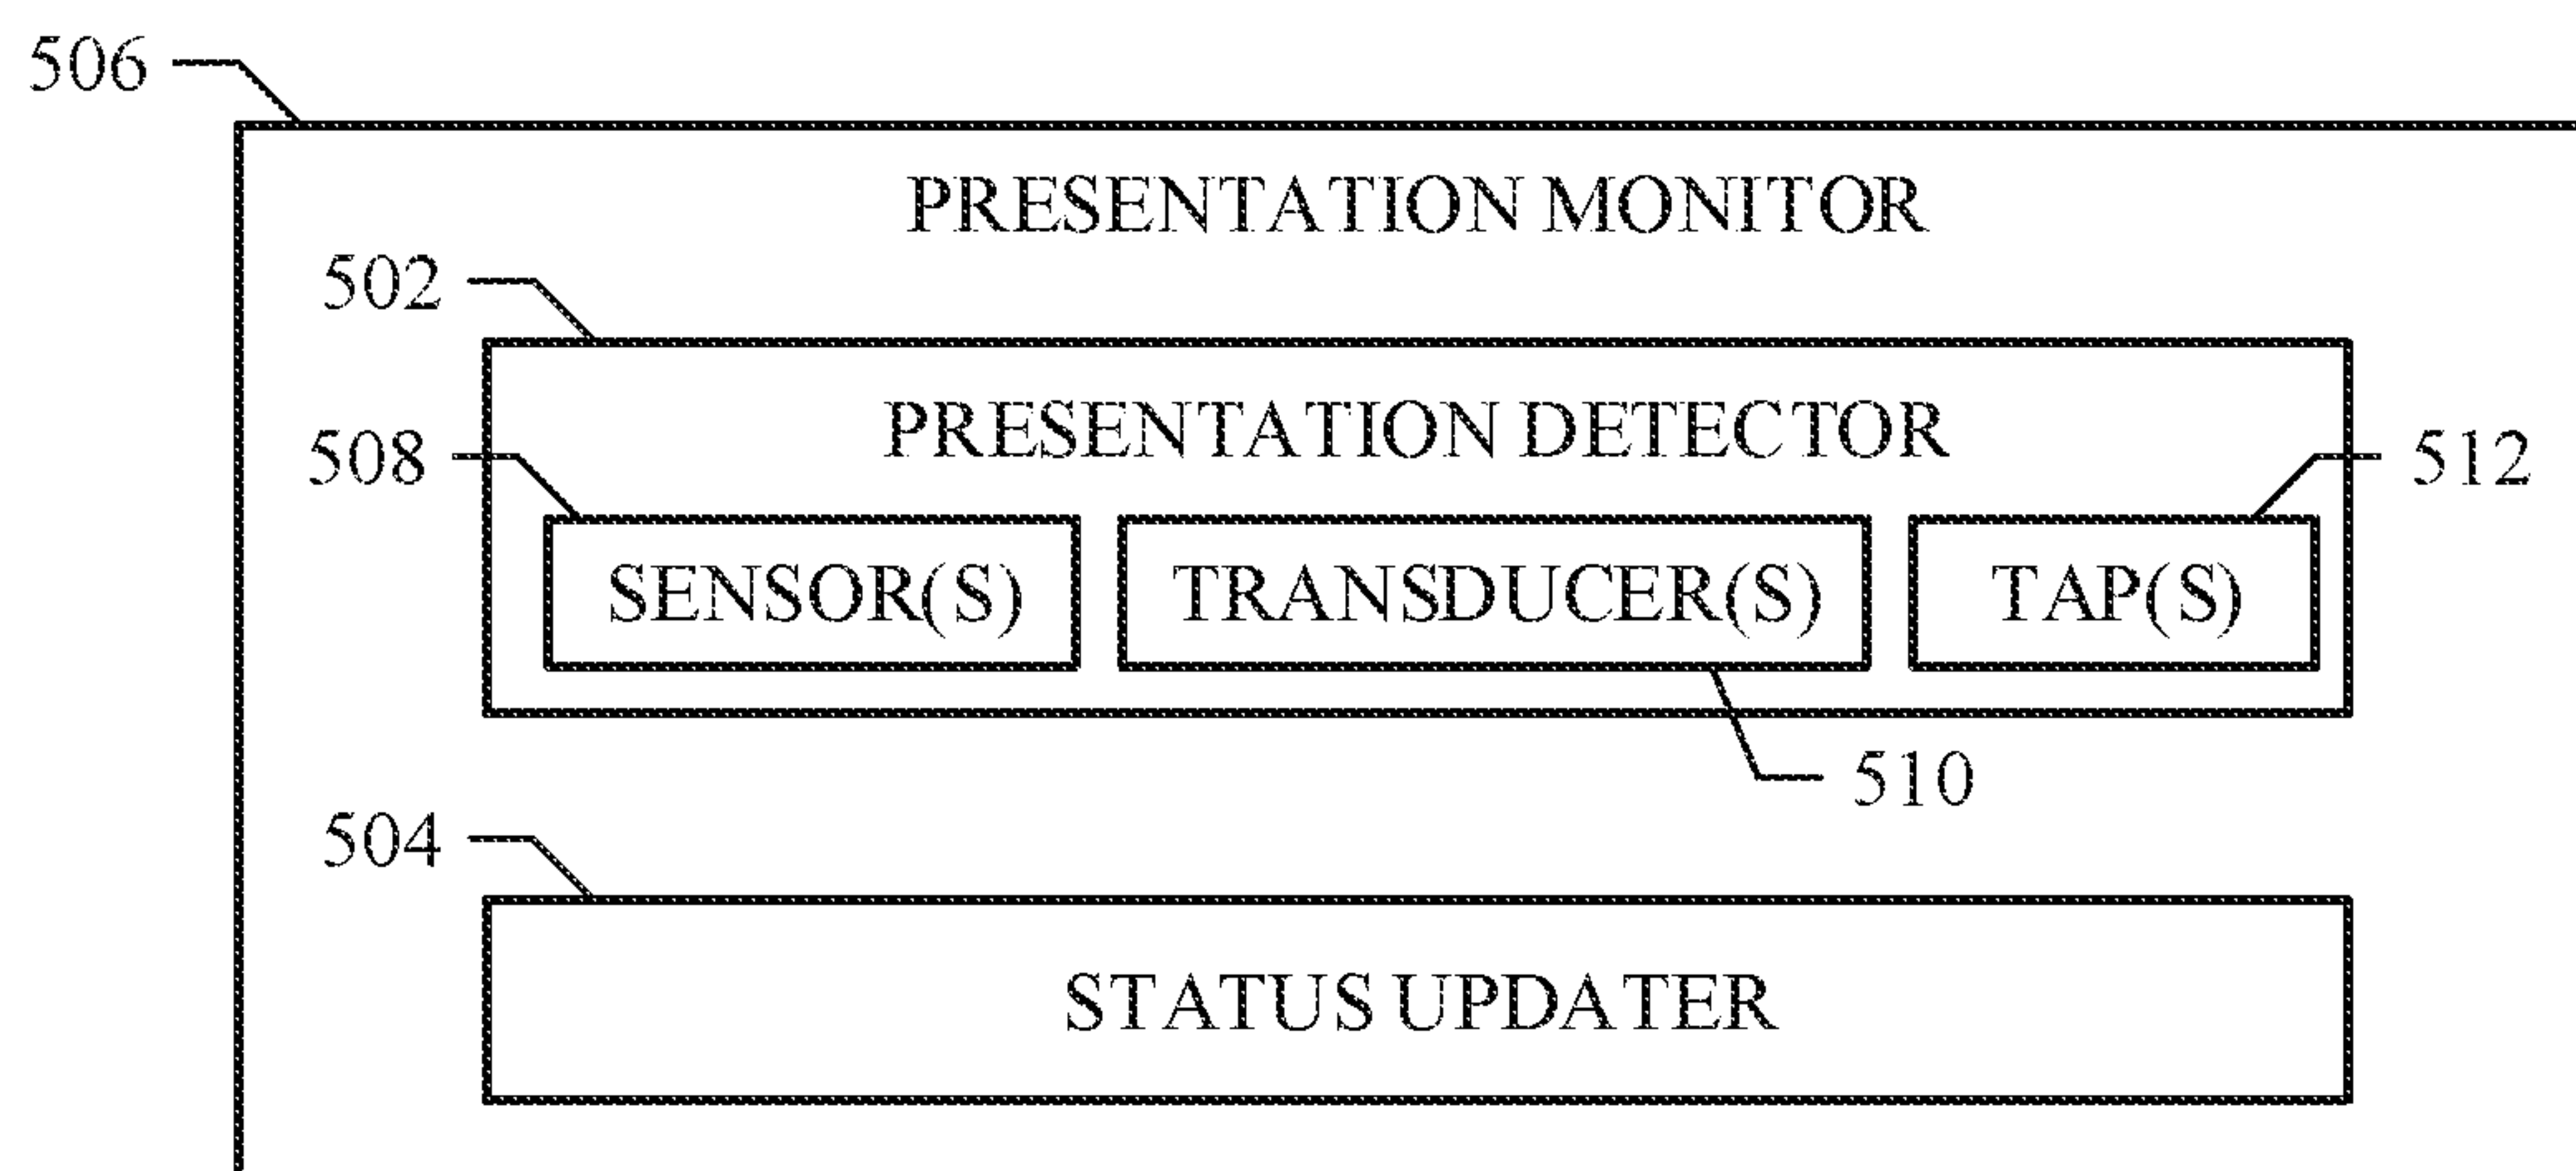 506
PRESENTATION MONITOR
502
PRESENTATION DETECTOR
508
512
SENSOR(S)
TRANSDUCER(S)
TAP(S)
510
504
STATUS UPDATER